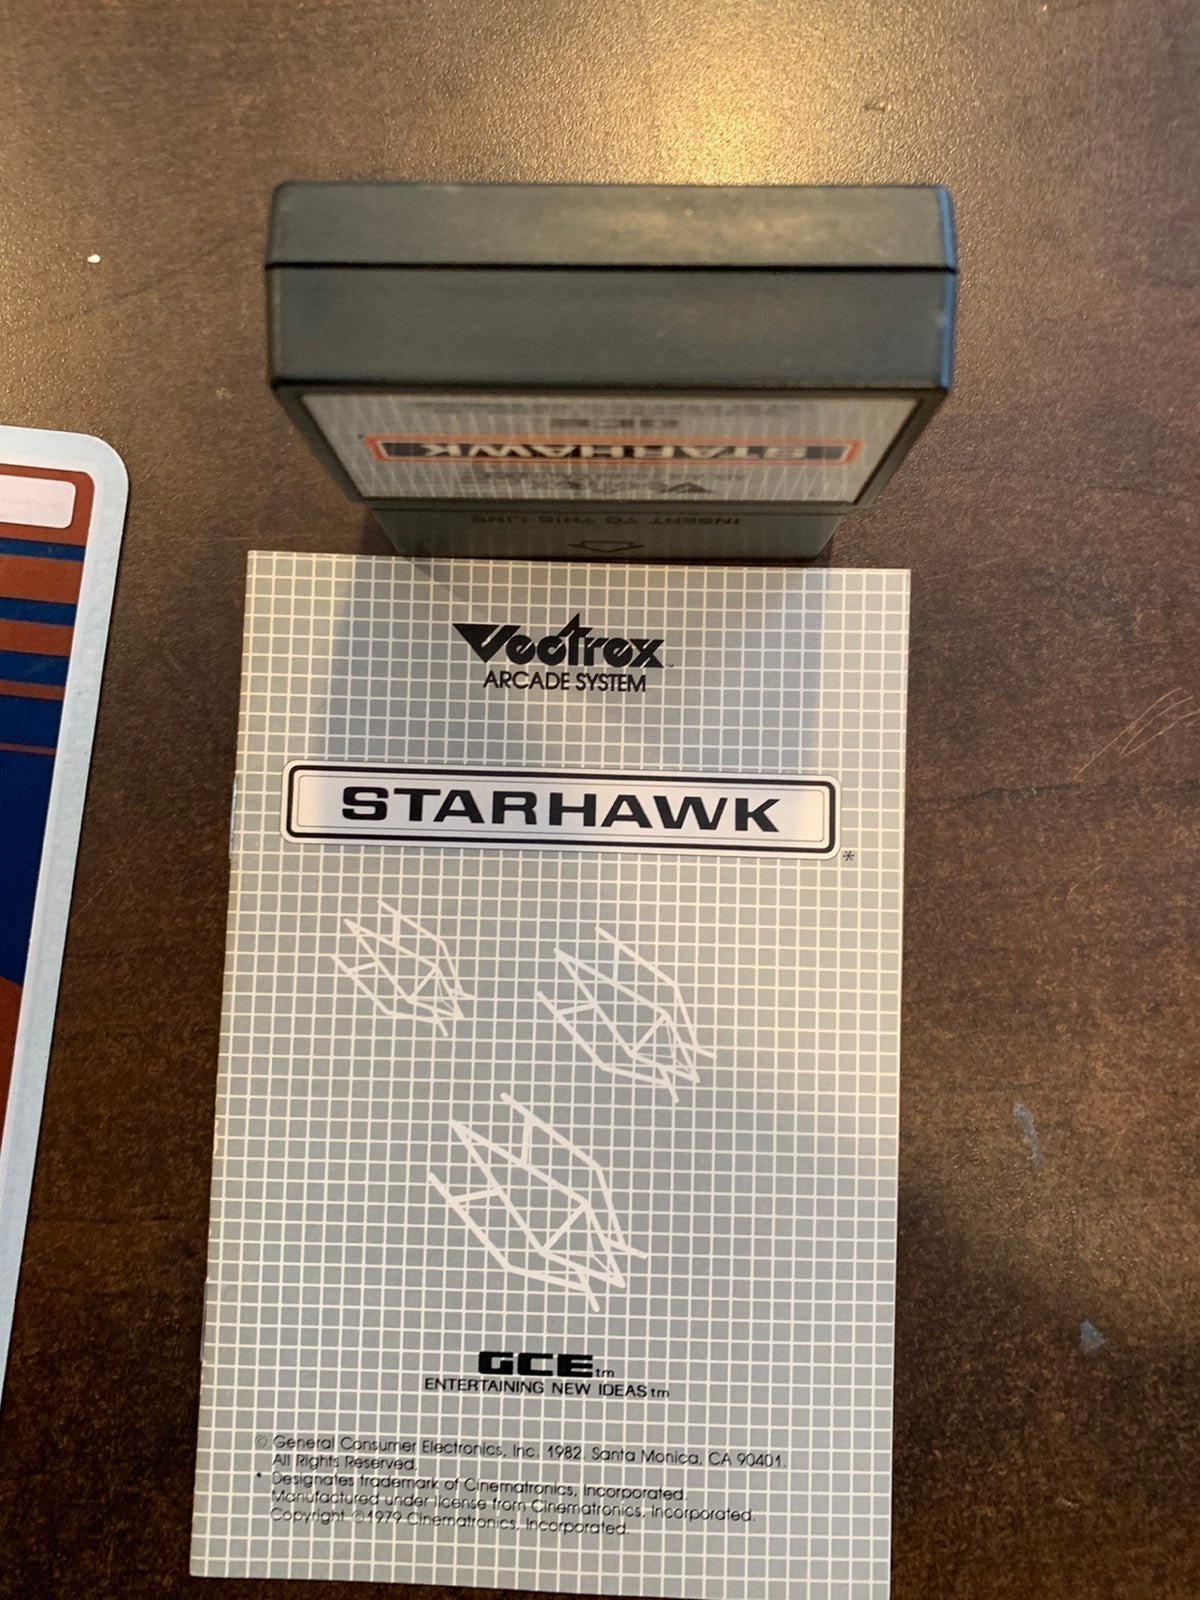 GCE
STARHAWK
Vectrex
INSERT TO THIS LINE
Vectrex™
ARCADE SYSTEM
STARHAWK*
GCE tm
ENTERTAINING NEW IDEAS tm
© General Consumer Electronics, Inc. 1982. Santa Monica, CA 90401.
All Rights Reserved.
* Designates trademark of Cinematronics, Incorporated.
Manufactured under license from Cinematronics, Incorporated.
Copyright ©1979 Cinematronics, Incorporated.